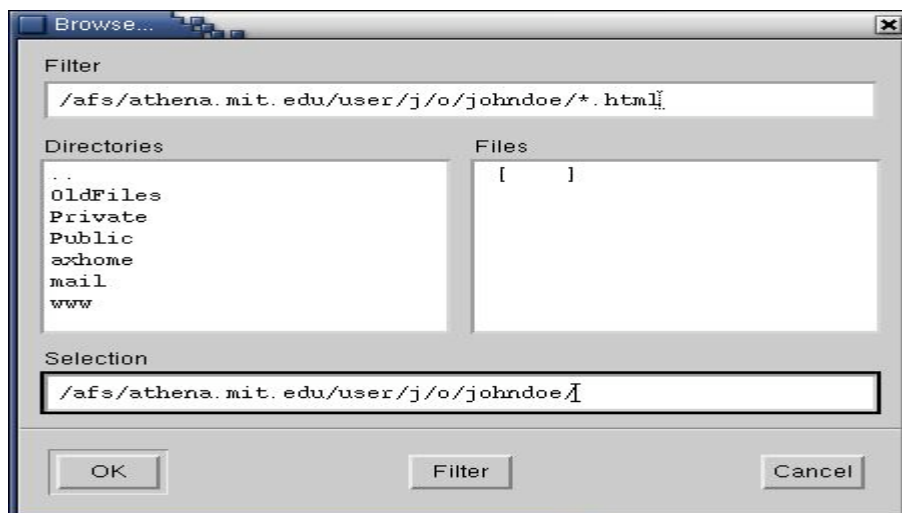 Browse...
Filter
/afs/athena.mit.edu/user/j/o/johndoe/*.html
Directories
Files
..
[     ]
OldFiles
Private
Public
axhome
mail
www
Selection
/afs/athena.mit.edu/user/j/o/johndoe/
OK
Filter
Cancel